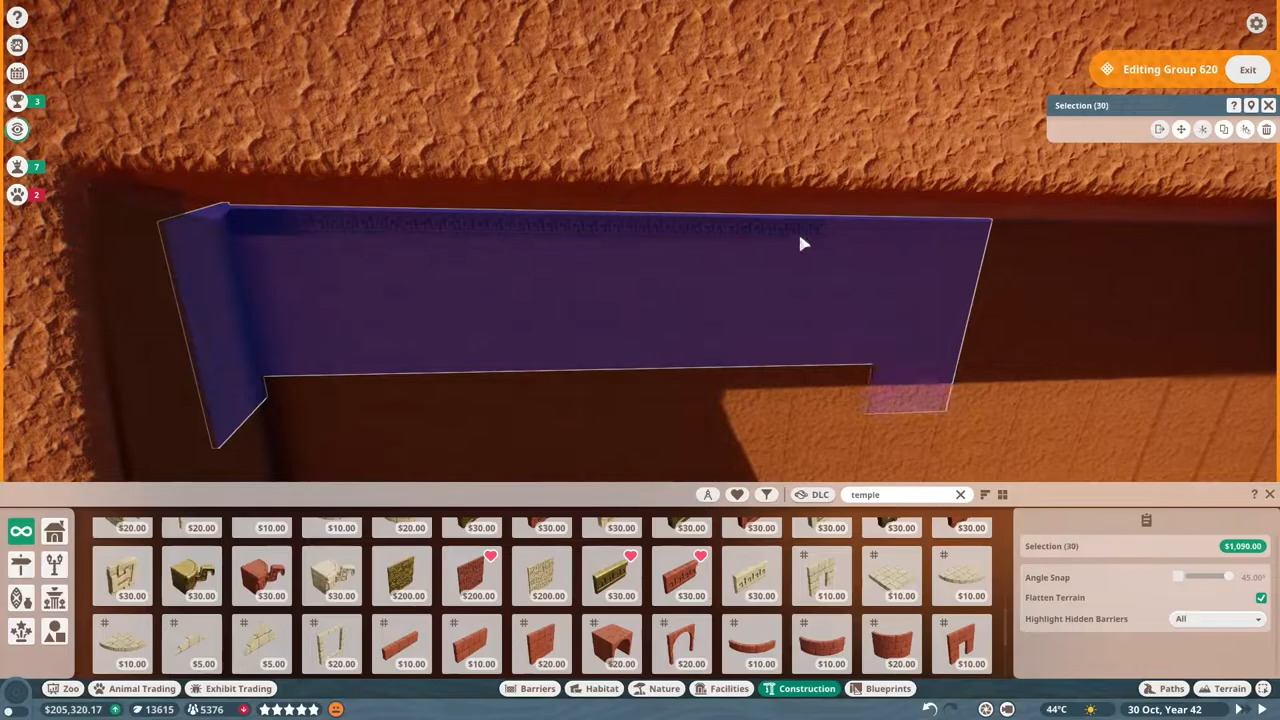 ?
Editing Group 620
Exit
Selection (30)
?
3
7
2
DLC
temple
?
$20.00 $20.00 $10.00 $10.00 $20.00 $30.00 $30.00 $30.00 $30.00 $30.00 $30.00 $30.00 $30.00
$30.00 $30.00 $30.00 $30.00 $200.00 $200.00 $200.00 $30.00 $30.00 $30.00 $10.00 $10.00 $10.00
$10.00 $5.00 $5.00 $20.00 $10.00 $10.00 $20.00 $20.00 $20.00 $10.00 $10.00 $20.00 $10.00
Selection (30)
$1,090.00
Angle Snap
45.00°
Flatten Terrain
Highlight Hidden Barriers
All
Zoo
Animal Trading
Exhibit Trading
Barriers
Habitat
Nature
Facilities
Construction
Blueprints
Paths
Terrain
$205,320.17
13615
5376
44°C
30 Oct, Year 42